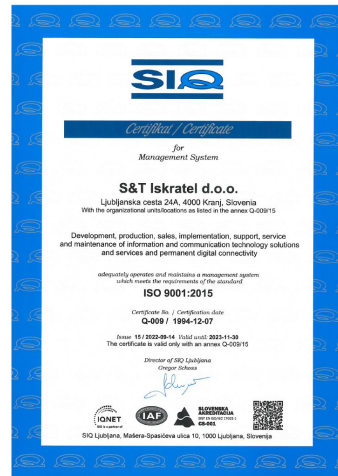 SIQ
Certifikat / Certificate
for
Management System
S&T Iskratel d.o.o.
Ljubljanska cesta 24A, 4000 Kranj, Slovenia
With the organizational units/locations as listed in the annex Q-009/15
Development, production, sales, implementation, support, service
and maintenance of information and communication technology solutions
and services and permanent digital connectivity
adequately operates and maintains a management system
which meets the requirements of the standard
ISO 9001:2015
Certificate No. / Certification date
Q-009 / 1994-12-07
Issue 15 / 2022-09-14 Valid until: 2023-11-30
The certificate is valid only with an annex Q-009/15
Director of SIQ Ljubljana
Gregor Schoss
IQNET
SIQ is a partner of
IAF
SLOVENSKA
AKREDITACIJA
SIQ Ljubljana, Mašera-Spasićeva ulica 10, 1000 Ljubljana, Slovenija